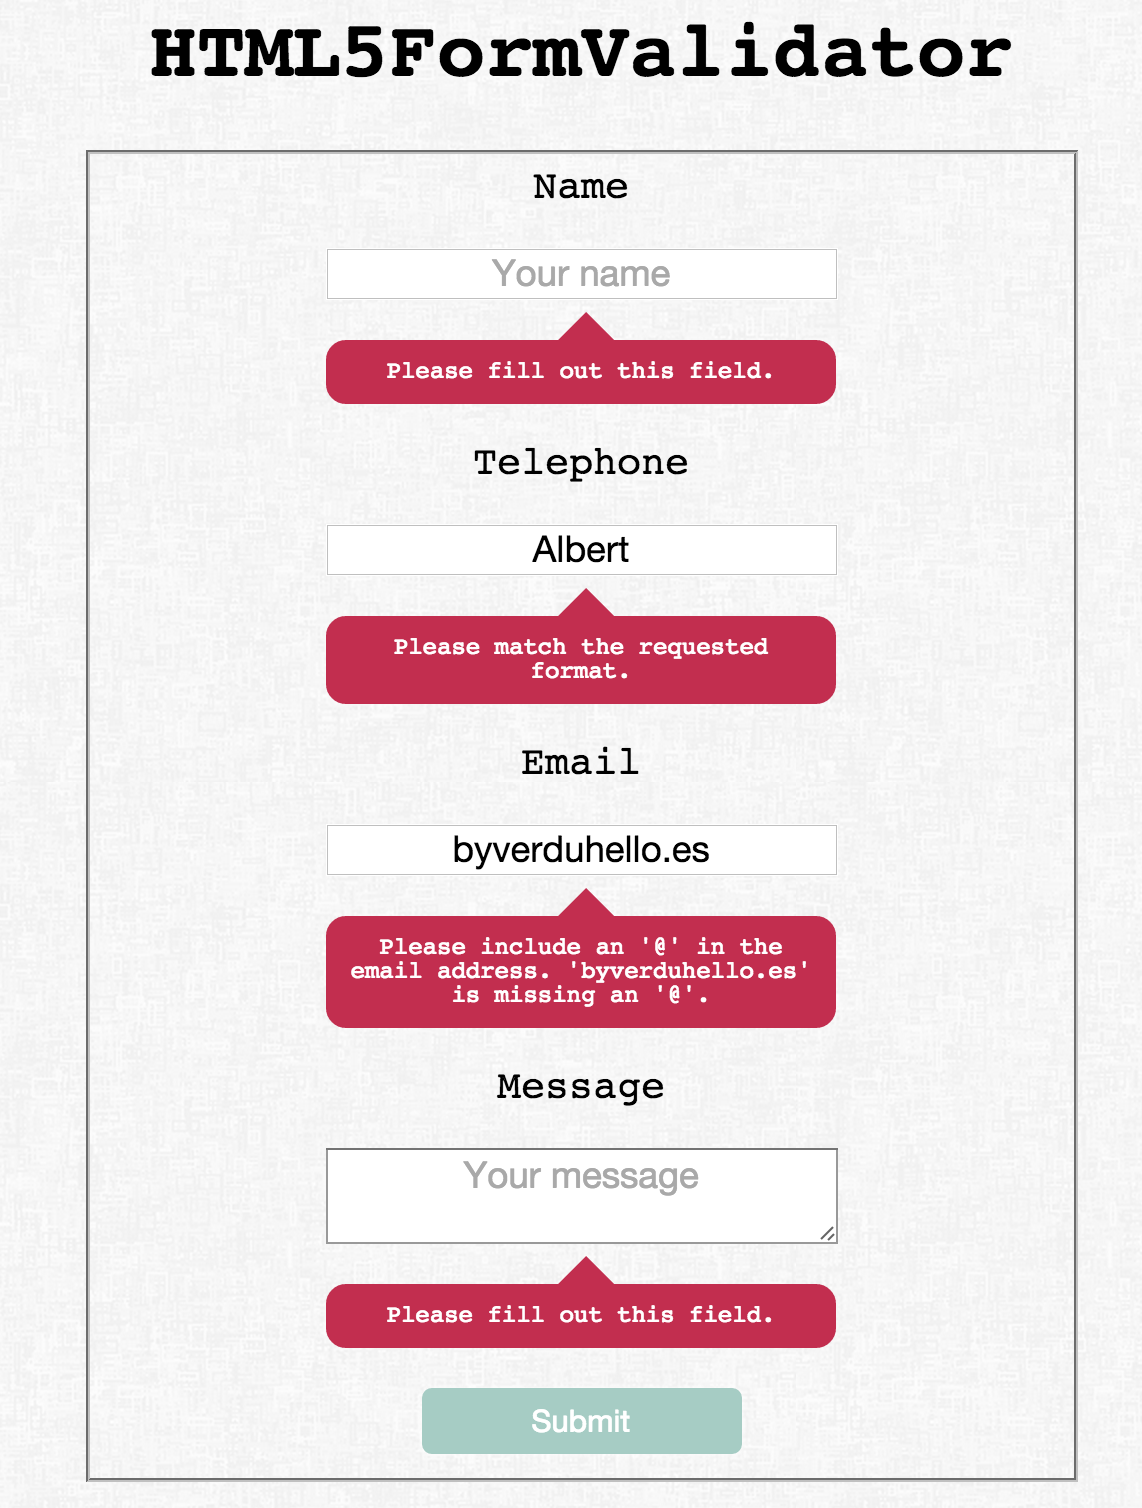 HTML5FormValidator
Name
Your name
Please fill out this field.
Telephone
Albert
Please match the requested
format.
Email
byverduhello.es
Please include an '@' in the
email address. 'byverduhello.es'
is missing an '@'.
Message
Your message
Please fill out this field.
Submit